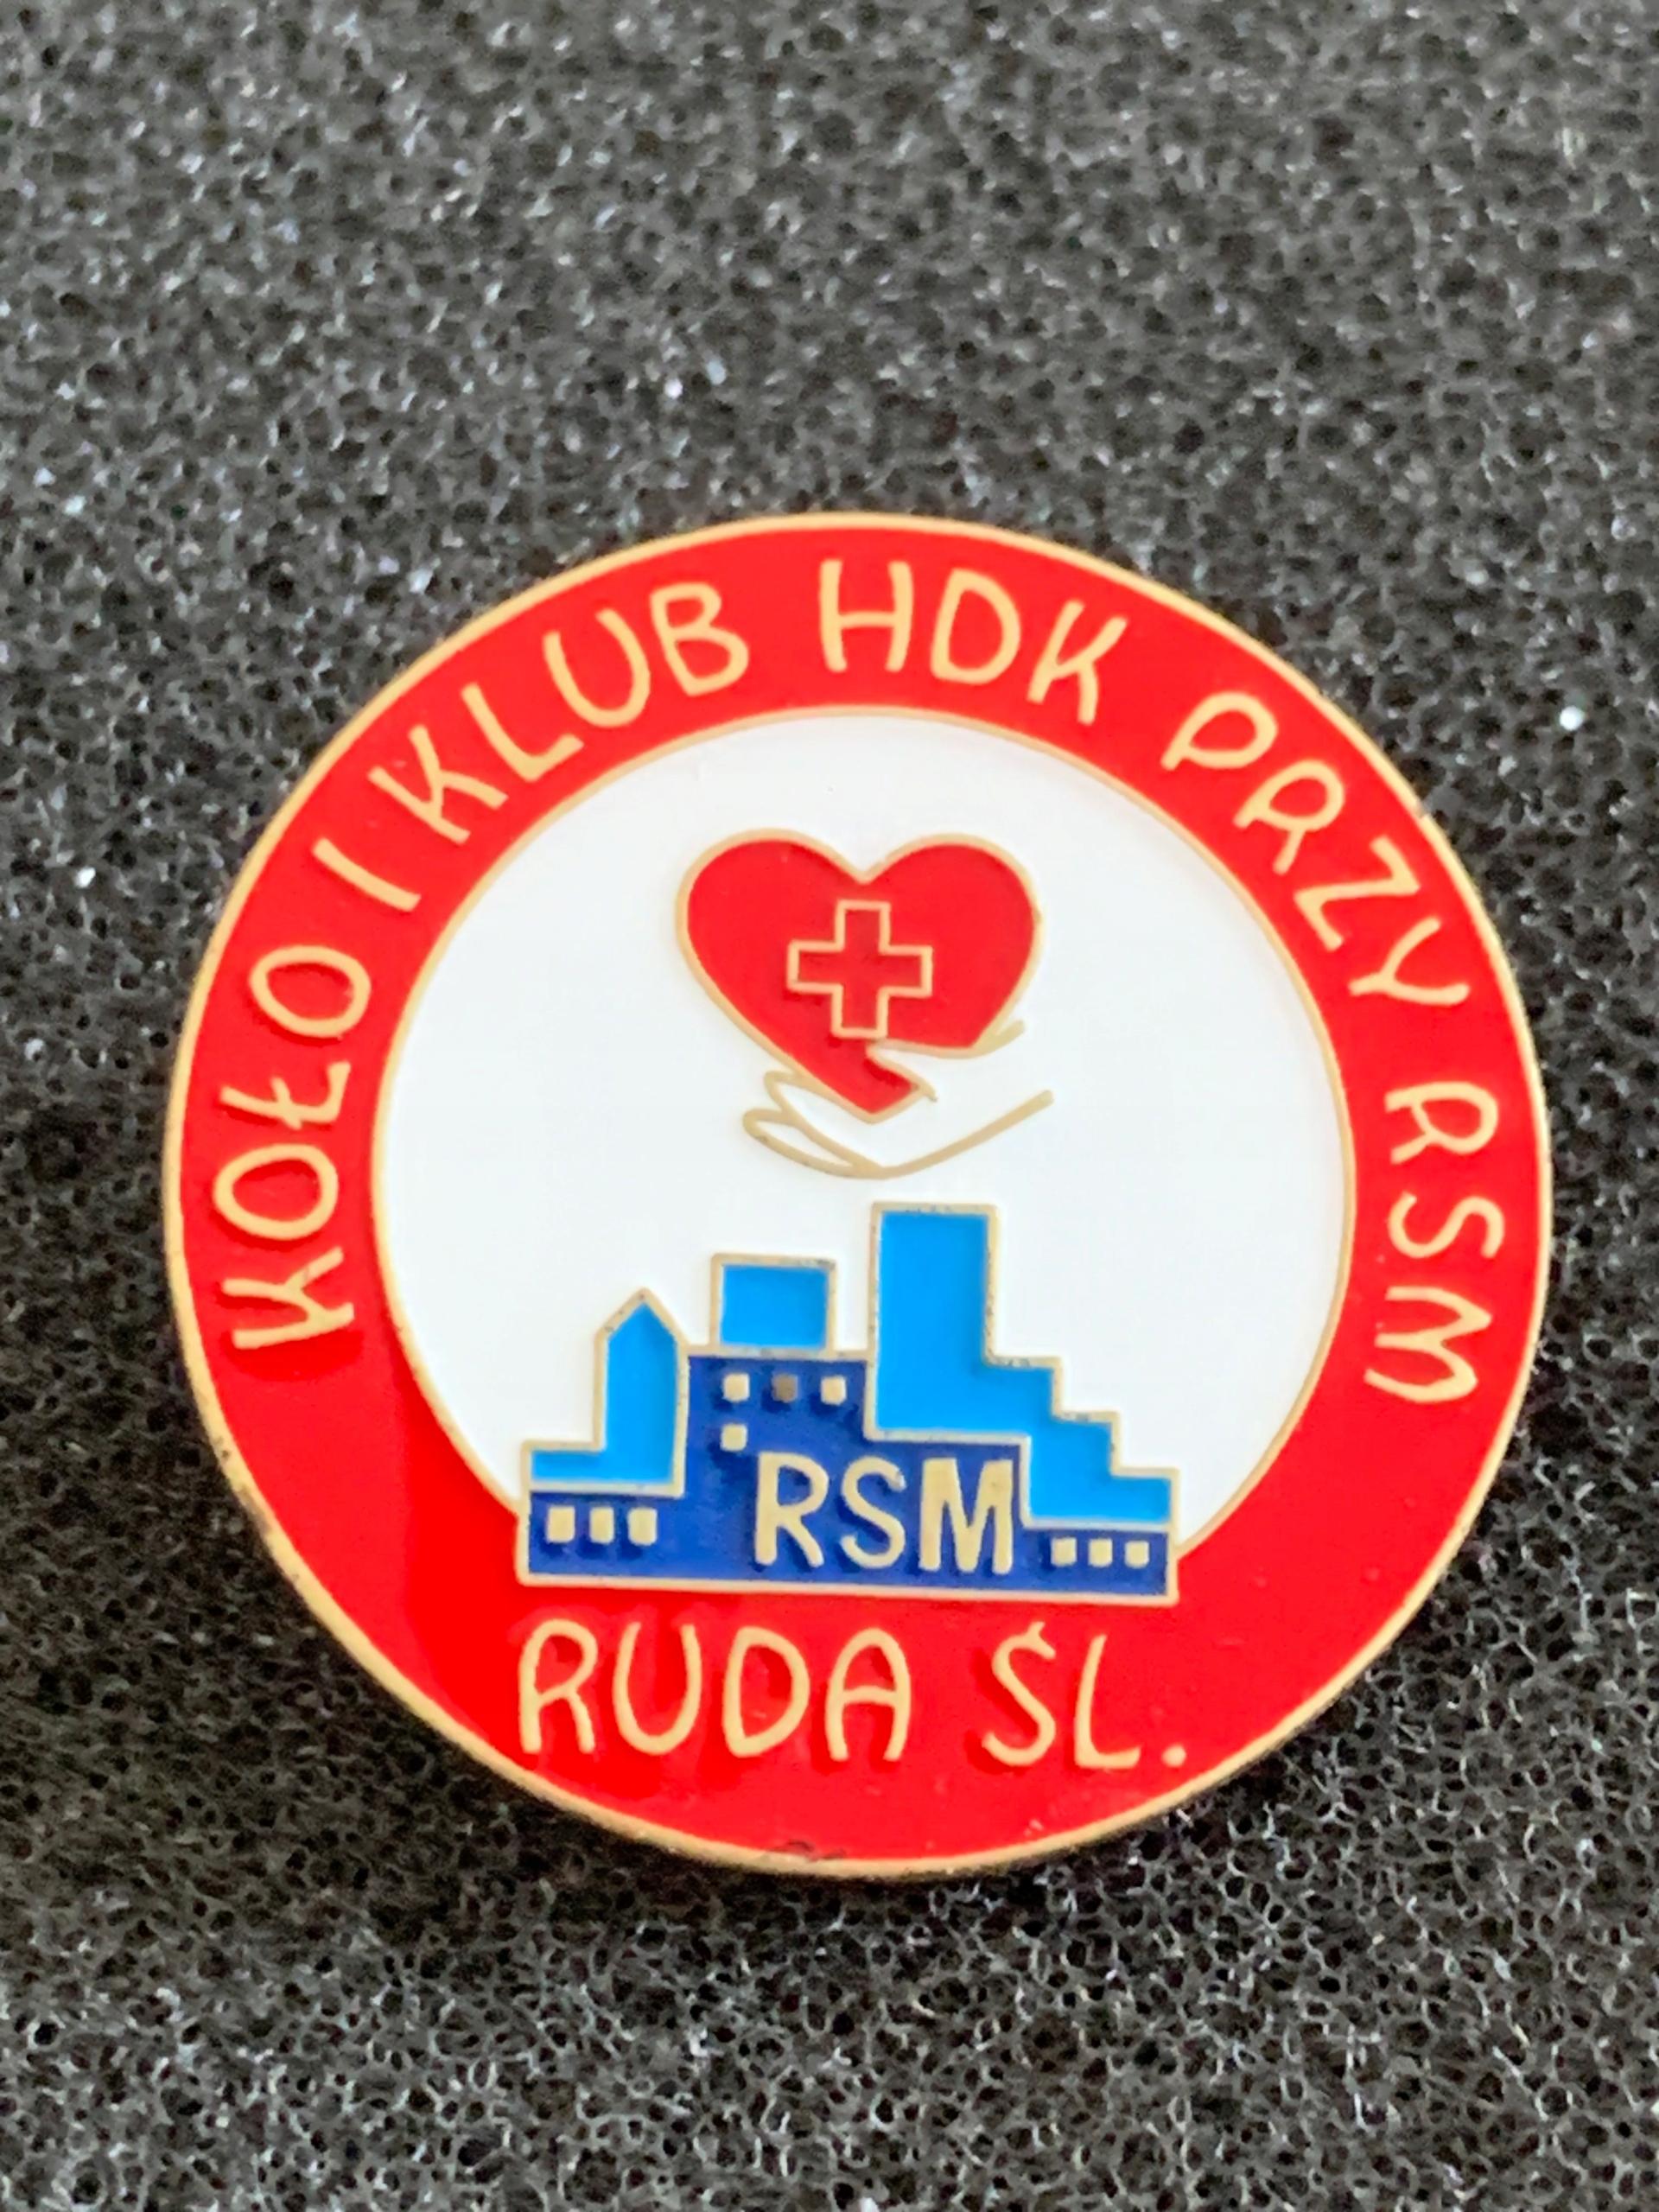 KOŁO I KLUB HDK PRZY RSM
RSM
RUDA ŚL.